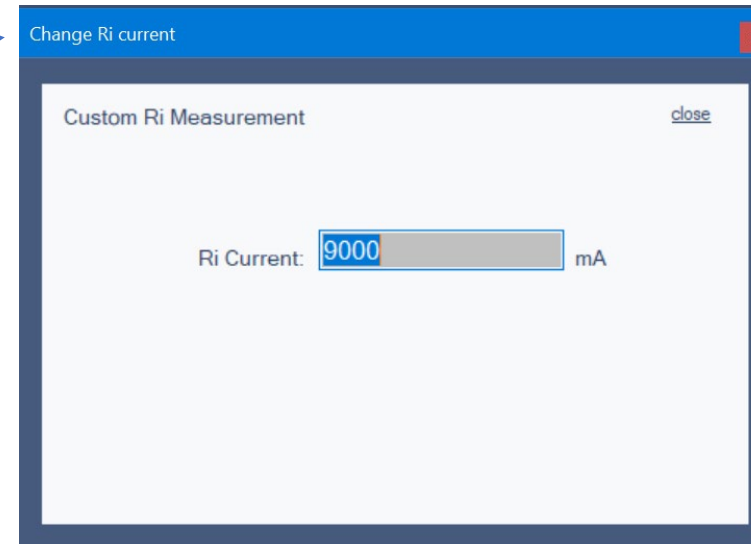 Change Ri current
Custom Ri Measurement close
Ri Current: 9000 mA